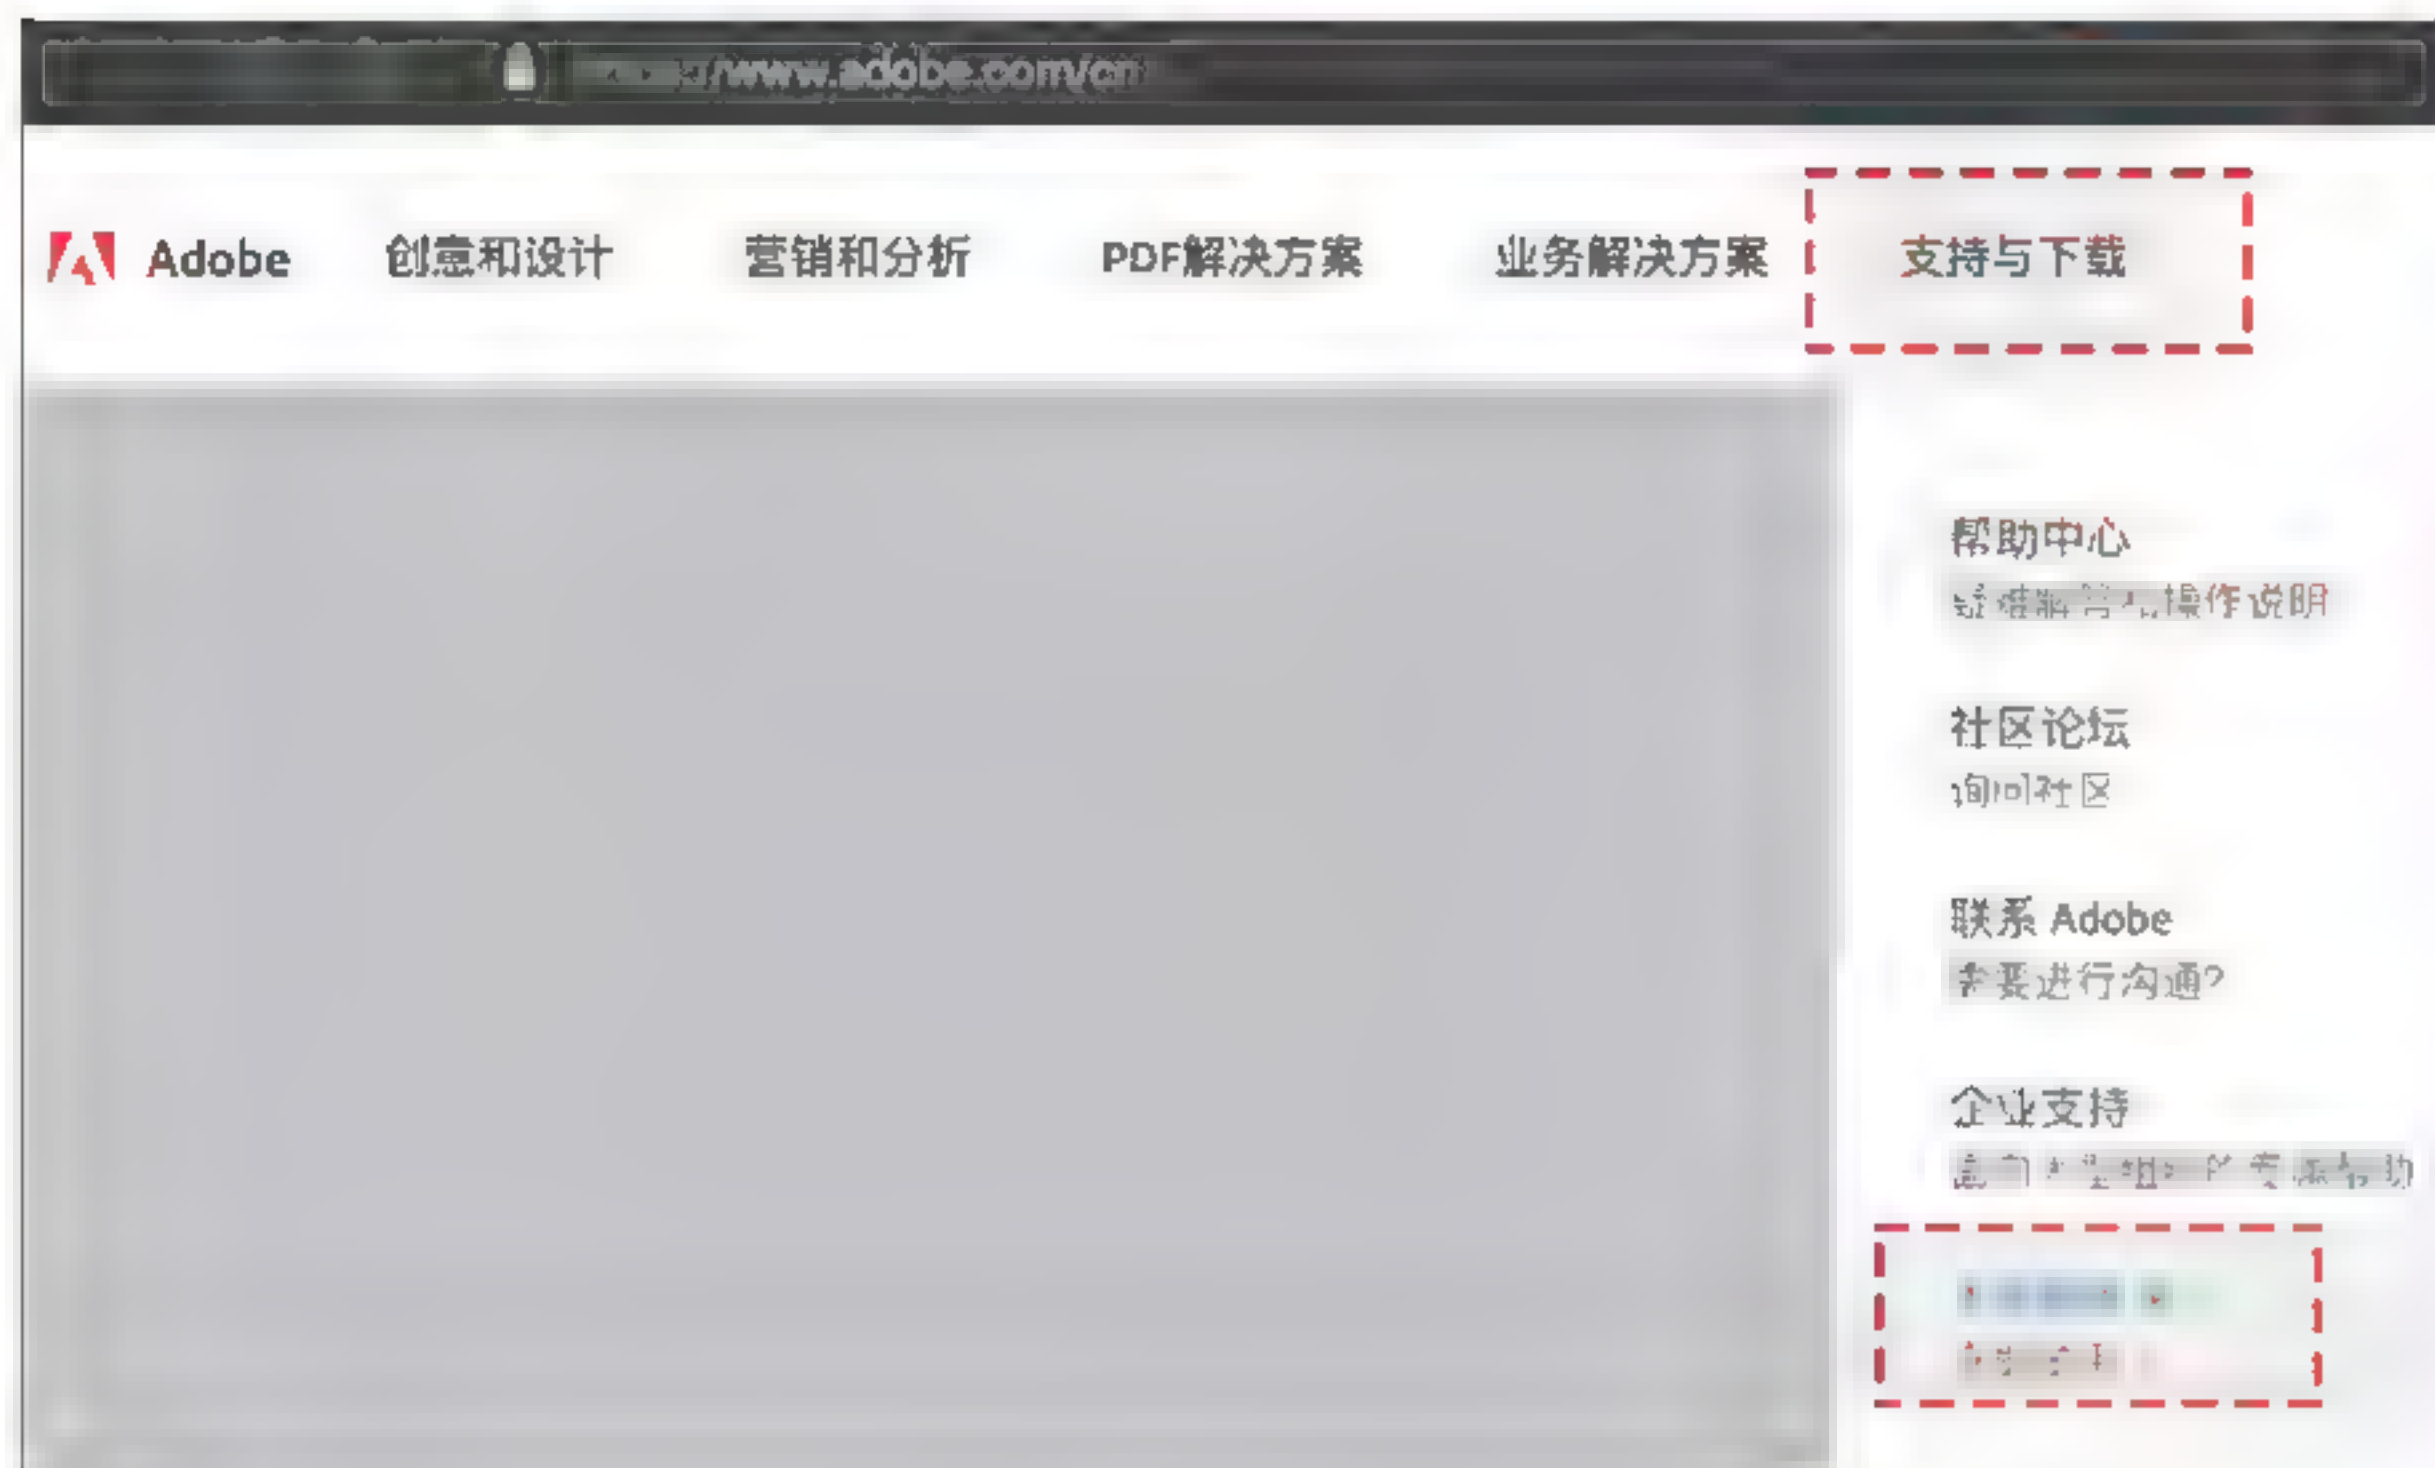 /www.adobe.com/cn
Adobe 创意和设计 营销和分析 PDF解决方案 业务解决方案 支持与下载
帮助中心
操作说明
社区论坛
询问社区
联系 Adobe
需要进行沟通?
企业支持